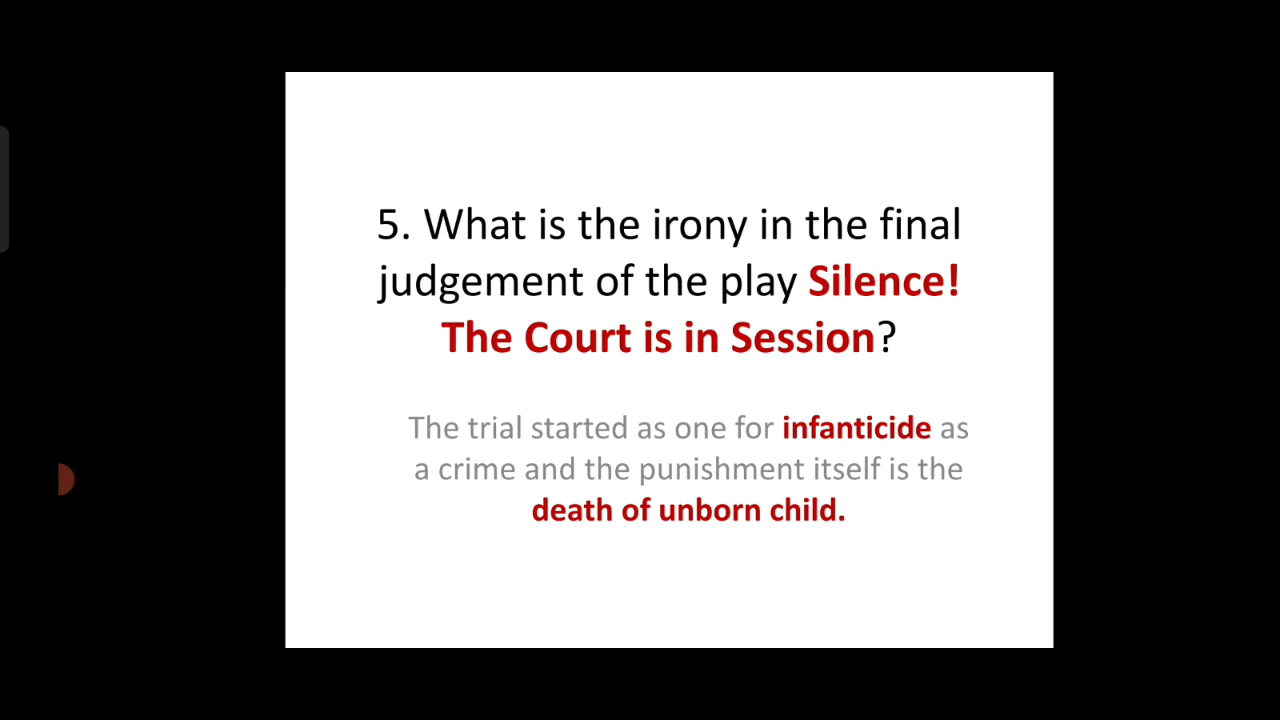 5. What is the irony in the final
judgement of the play Silence!
The Court is in Session?
The trial started as one for infanticide as
a crime and the punishment itself is the
death of unborn child.